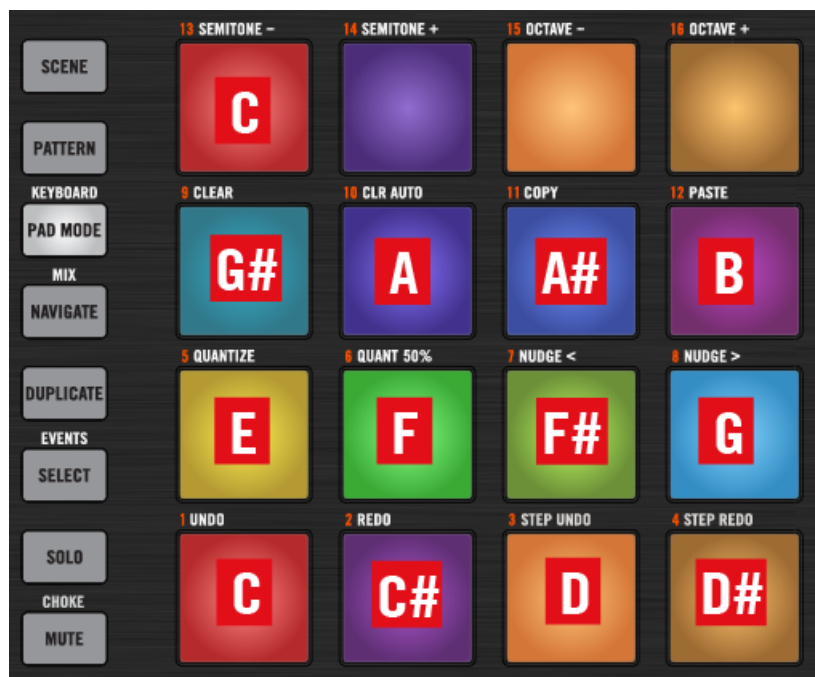 13 SEMITONE - 14 SEMITONE + 15 OCTAVE - 16 OCTAVE +
SCENE
C
PATTERN
KEYBOARD 9 CLEAR 10 CLR AUTO 11 COPY 12 PASTE
PAD MODE
G# A A# B
MIX
NAVIGATE
5 QUANTIZE 6 QUANT 50% 7 NUDGE < 8 NUDGE >
DUPLICATE
E F F# G
EVENTS
SELECT
1 UNDO 2 REDO 3 STEP UNDO 4 STEP REDO
SOLO
C C# D D#
CHOKE
MUTE